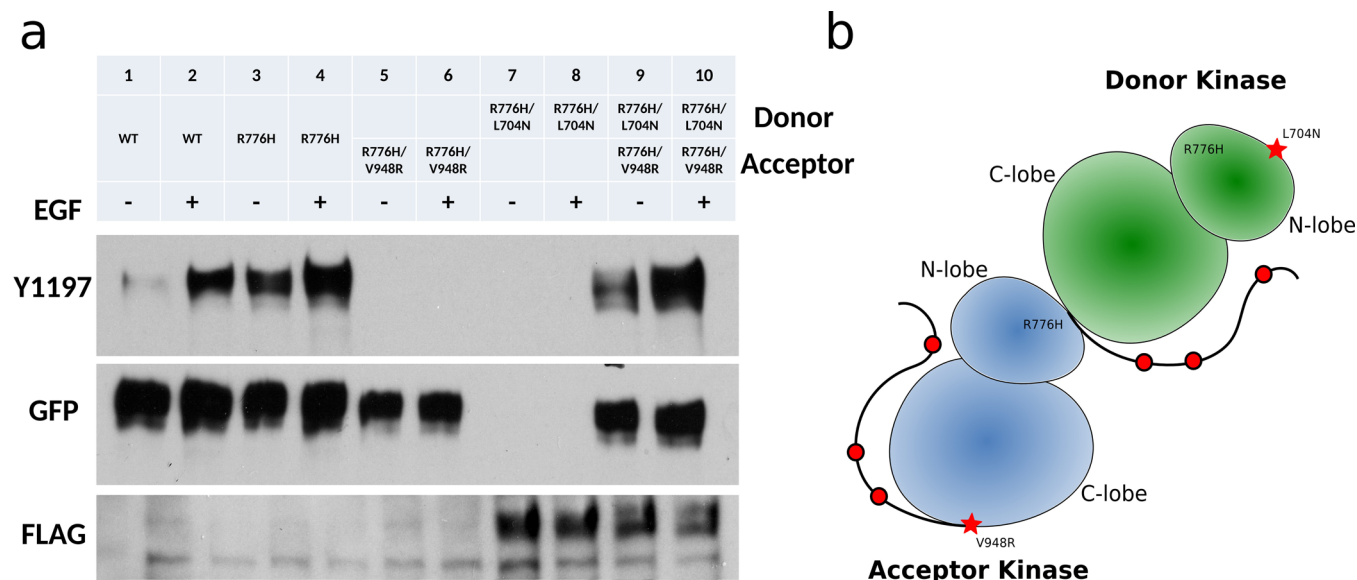 a
1 2 3 4 5 6 7 8 9 10
WT WT R776H R776H
R776H/ L704N R776H/ L704N R776H/ L704N R776H/ L704N
Donor
R776H/ V948R R776H/ V948R R776H/ V948R R776H/ V948R
Acceptor
EGF - + - + - + - + - +
Y1197
GFP
FLAG
b
Donor Kinase
L704N
R776H
C-lobe
N-lobe
N-lobe
R776H
C-lobe
V948R
Acceptor Kinase